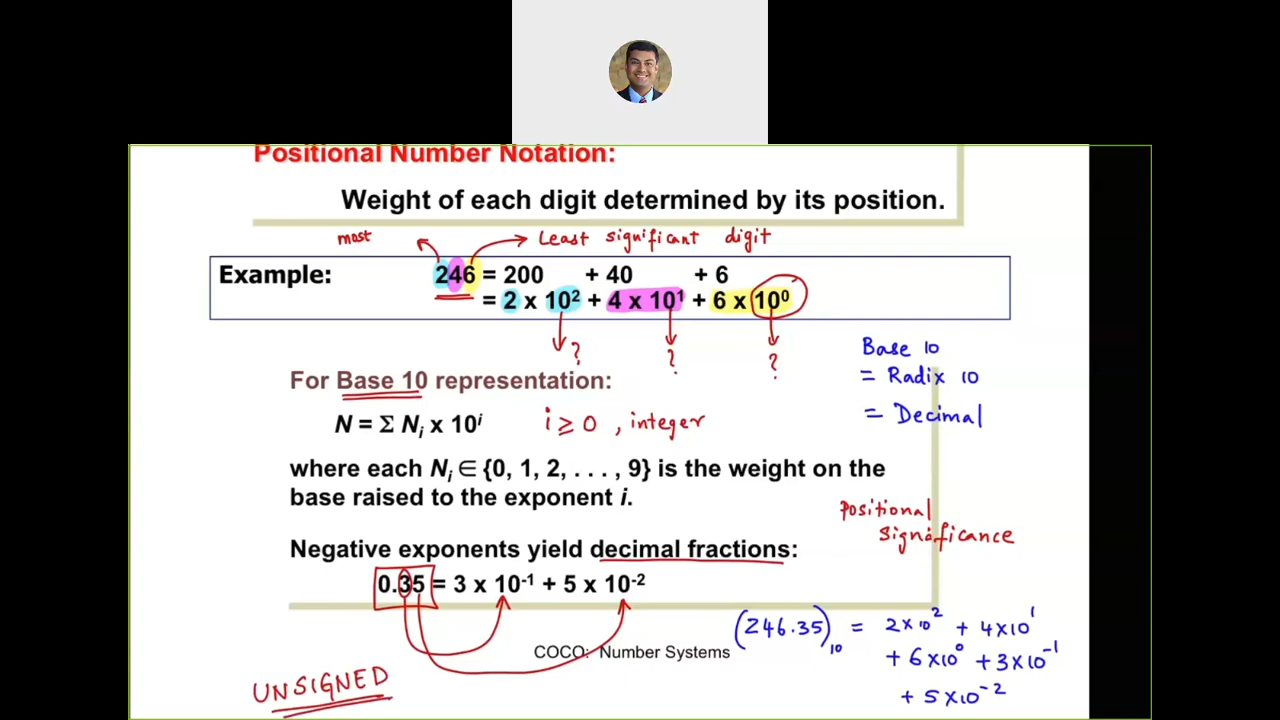 Positional Number Notation:
Weight of each digit determined by its position.
most
Least significant digit
Example: 246 = 200 + 40 + 6
= 2 x 10² + 4 x 10¹ + 6 x 10⁰
? ? ?
Base 10
= Radix 10
= Decimal
For Base 10 representation:
N = Σ Nᵢ x 10ⁱ i ≥ 0 , integer
where each Nᵢ ∈ {0, 1, 2, . . . , 9} is the weight on the
base raised to the exponent i.
Positional
Significance
Negative exponents yield decimal fractions:
0.35 = 3 x 10⁻¹ + 5 x 10⁻²
(246.35)₁₀ = 2×10² + 4×10¹
+ 6×10⁰ + 3×10⁻¹
+ 5×10⁻²
COCO: Number Systems
UNSIGNED